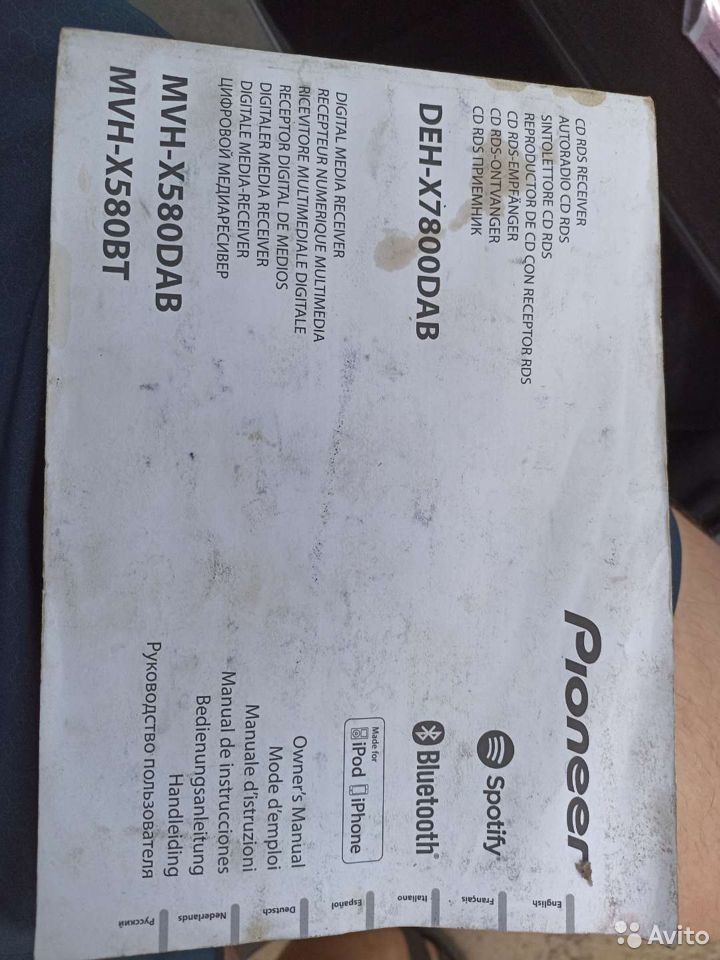 CD RDS RECEIVER
AUTORADIO CD RDS
SINTOLETTORE CD RDS
REPRODUCTOR DE CD CON RECEPTOR RDS
CD RDS-EMPFÄNGER
CD RDS-ONTVANGER
CD RDS ПРИЕМНИК
DEH-X7800DAB
DIGITAL MEDIA RECEIVER
RECEPTEUR NUMERIQUE MULTIMEDIA
RICEVITORE MULTIMEDIALE DIGITALE
RECEPTOR DIGITAL DE MEDIOS
DIGITALER MEDIA RECEIVER
DIGITALE MEDIA-RECEIVER
ЦИФРОВОЙ МЕДИАРЕСИВЕР
MVH-X580DAB
MVH-X580BT
Pioneer
Spotify
Bluetooth®
Made for
iPod iPhone
Owner's Manual
Mode d'emploi
Manuale d'istruzioni
Manual de instrucciones
Bedienungsanleitung
Handleiding
Руководство пользователя
English
Français
Italiano
Español
Deutsch
Nederlands
Русский
Avito